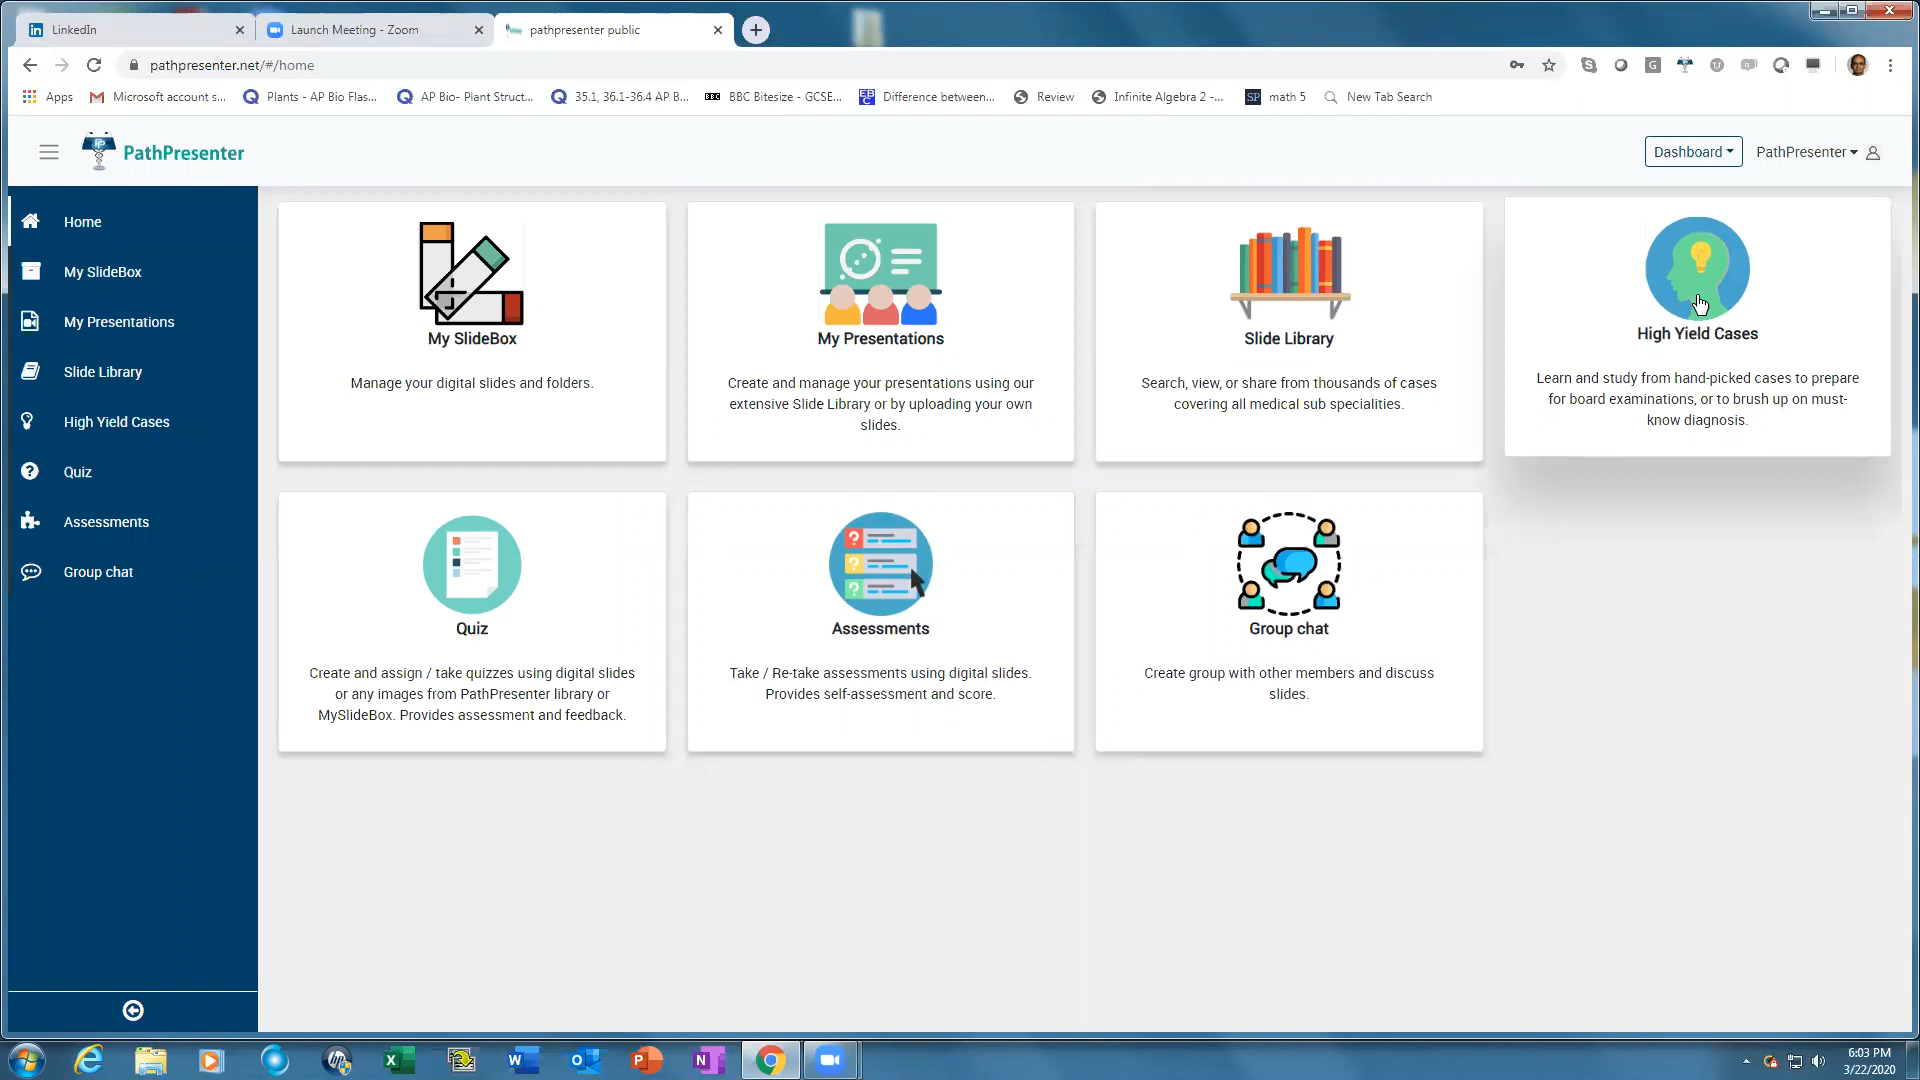 LinkedIn
Launch Meeting - Zoom
pathpresenter public
pathpresenter.net/#/home
Apps
Microsoft account s...
Plants - AP Bio Flas...
AP Bio- Plant Struct...
35.1, 36.1-36.4 AP B...
BBC Bitesize - GCSE...
Difference between...
Review
Infinite Algebra 2 -...
math 5
New Tab Search
PathPresenter
Dashboard
PathPresenter
Home
My SlideBox
My Presentations
Slide Library
High Yield Cases
Quiz
Assessments
Group chat
My SlideBox
Manage your digital slides and folders.
My Presentations
Create and manage your presentations using our
extensive Slide Library or by uploading your own
slides.
Slide Library
Search, view, or share from thousands of cases
covering all medical sub specialities.
High Yield Cases
Learn and study from hand-picked cases to prepare
for board examinations, or to brush up on must-
know diagnosis.
Quiz
Create and assign / take quizzes using digital slides
or any images from PathPresenter library or
MySlideBox. Provides assessment and feedback.
Assessments
Take / Re-take assessments using digital slides.
Provides self-assessment and score.
Group chat
Create group with other members and discuss
slides.
6:03 PM
3/22/2020